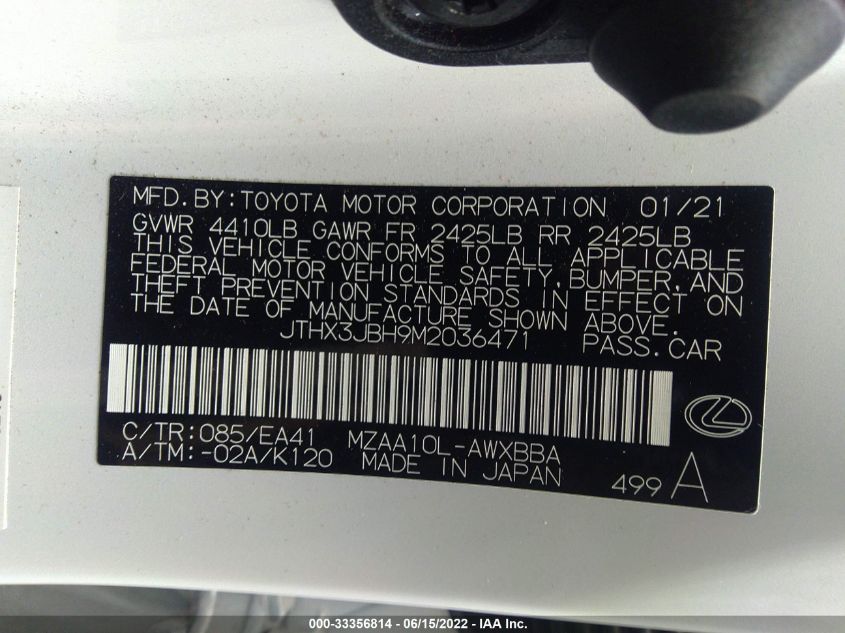 MFD.BY:TOYOTA MOTOR CORPORATION 01/21
GVWR 4410LB GAWR FR 2425LB RR 2425LB
THIS VEHICLE CONFORMS TO ALL APPLICABLE
FEDERAL MOTOR VEHICLE SAFETY,BUMPER,AND
THEFT PREVENTION STANDARDS IN EFFECT ON
THE DATE OF MANUFACTURE SHOWN ABOVE.
JTHX3JBH9M2036471 PASS.CAR
C/TR:085/EA41 MZAA10L-AWXBBA
A/TM:-02A/K120 MADE IN JAPAN
499 A
000-33356814 - 06/15/2022 - IAA Inc.